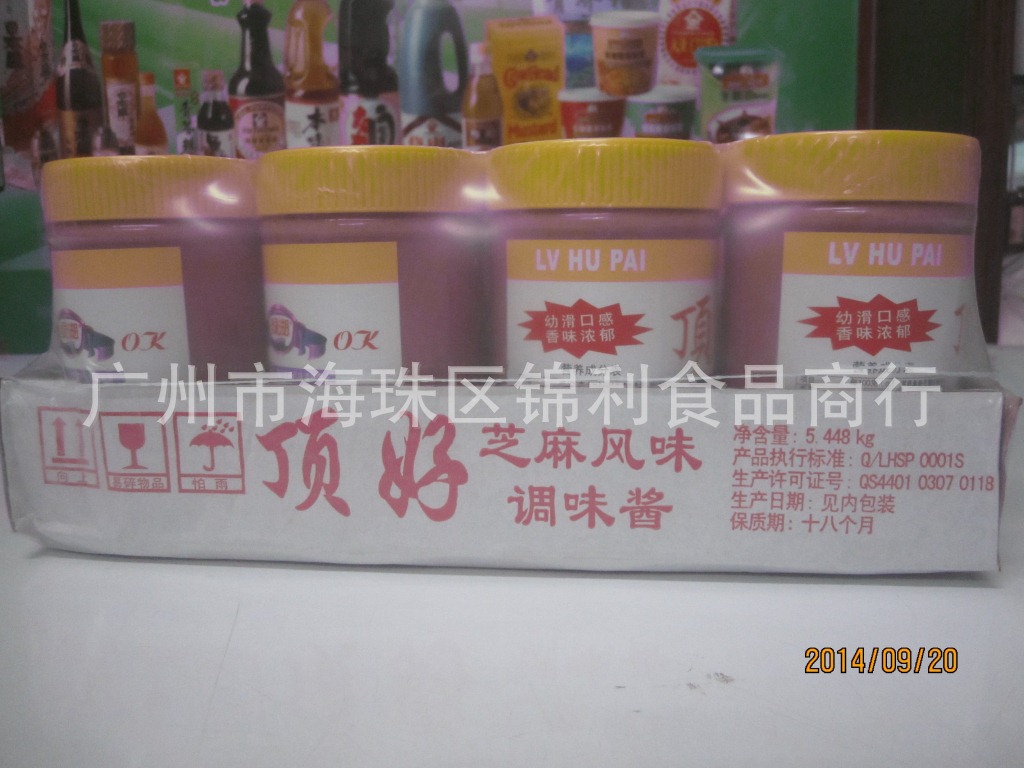 LV HU PAI
LV HU PAI
幼滑口感
香味浓郁
幼滑口感
香味浓郁
OK
OK
顶
营养成分表
广州市海珠区锦利食品商行
向上
易碎物品
怕雨
顶好
芝麻风味
调味酱
净含量: 5.448 kg
产品执行标准: Q/LHSP 0001S
生产许可证号: QS4401 0307 0118
生产日期: 见内包装
保质期: 十八个月
2014/09/20